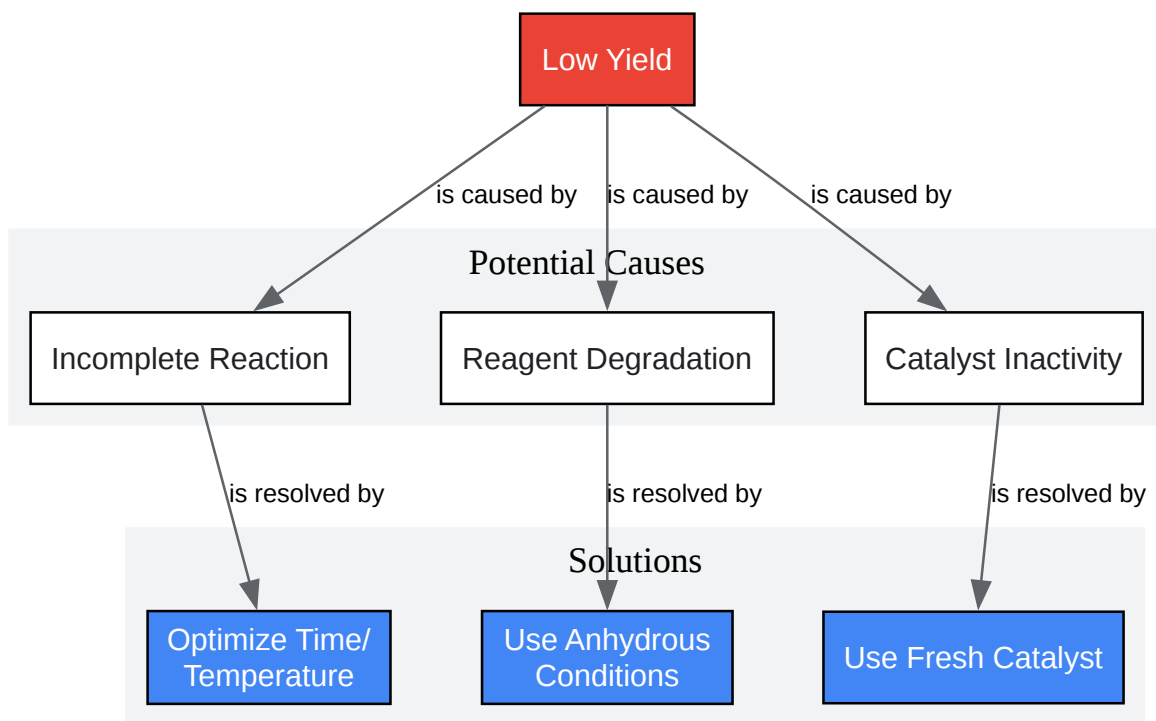 Low Yield
is caused by
is caused by
is caused by
Potential Causes
Incomplete Reaction
Reagent Degradation
Catalyst Inactivity
is resolved by
is resolved by
is resolved by
Solutions
Optimize Time/
Temperature
Use Anhydrous
Conditions
Use Fresh Catalyst